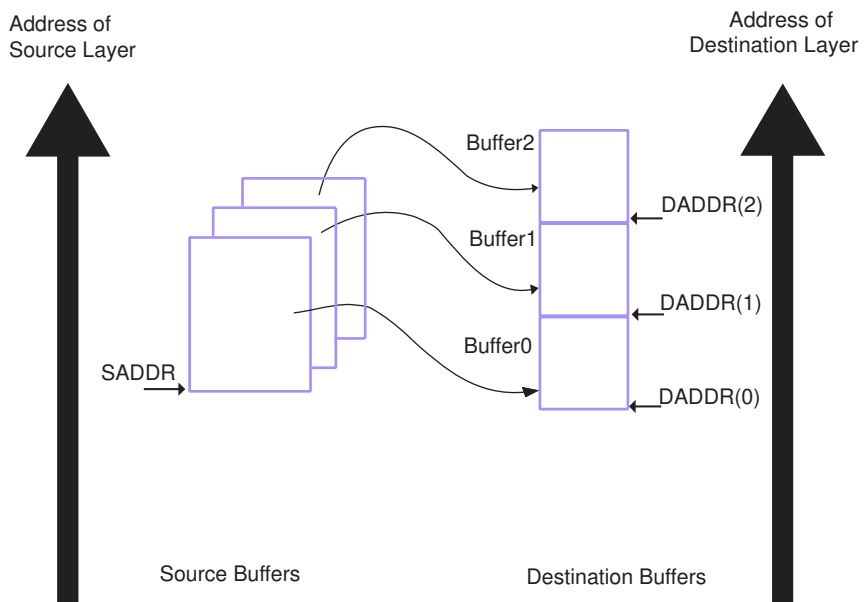 Address of
Source Layer
Address of
Destination Layer
Buffer2
DADDR(2)
Buffer1
DADDR(1)
Buffer0
SADDR
DADDR(0)
Source Buffers
Destination Buffers